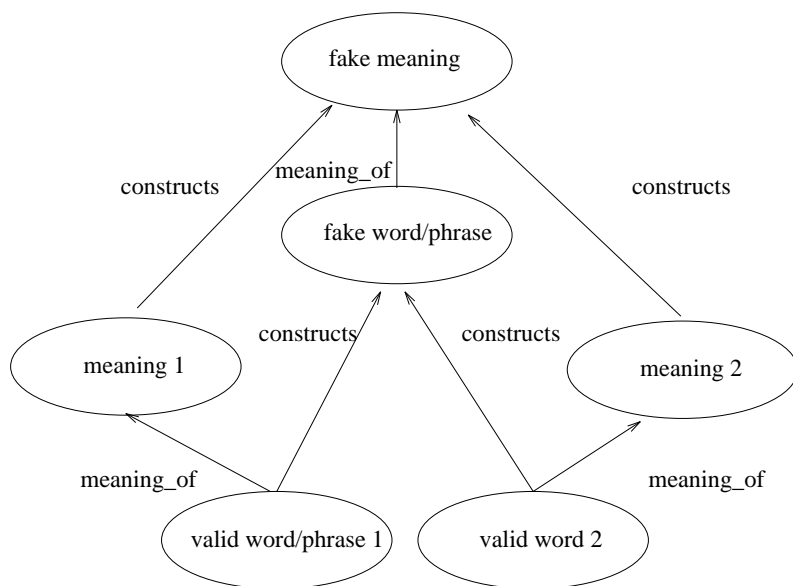 fake meaning
meaning_of
constructs
constructs
fake word/phrase
constructs
constructs
meaning 1
meaning 2
meaning_of
meaning_of
valid word/phrase 1
valid word 2